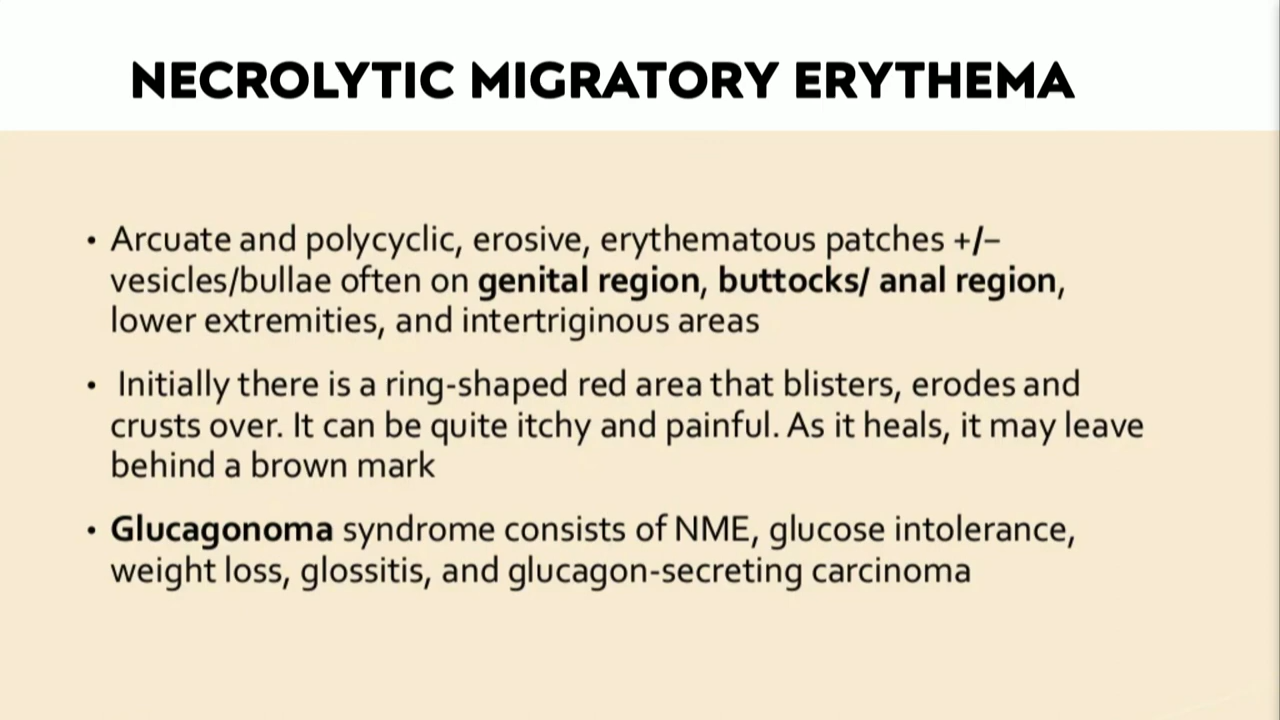 NECROLYTIC MIGRATORY ERYTHEMA
• Arcuate and polycyclic, erosive, erythematous patches +/–
vesicles/bullae often on genital region, buttocks/ anal region,
lower extremities, and intertriginous areas
• Initially there is a ring-shaped red area that blisters, erodes and
crusts over. It can be quite itchy and painful. As it heals, it may leave
behind a brown mark
• Glucagonoma syndrome consists of NME, glucose intolerance,
weight loss, glossitis, and glucagon-secreting carcinoma